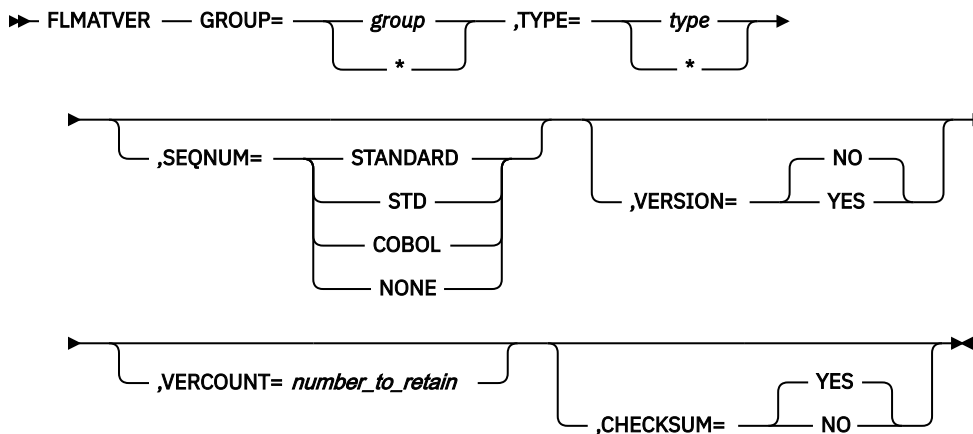 FLMATVER GROUP= group ,TYPE= type
* *
,SEQNUM= STANDARD NO
STD ,VERSION= YES
COBOL
NONE
,VERCOUNT= number_to_retain YES
,CHECKSUM= NO